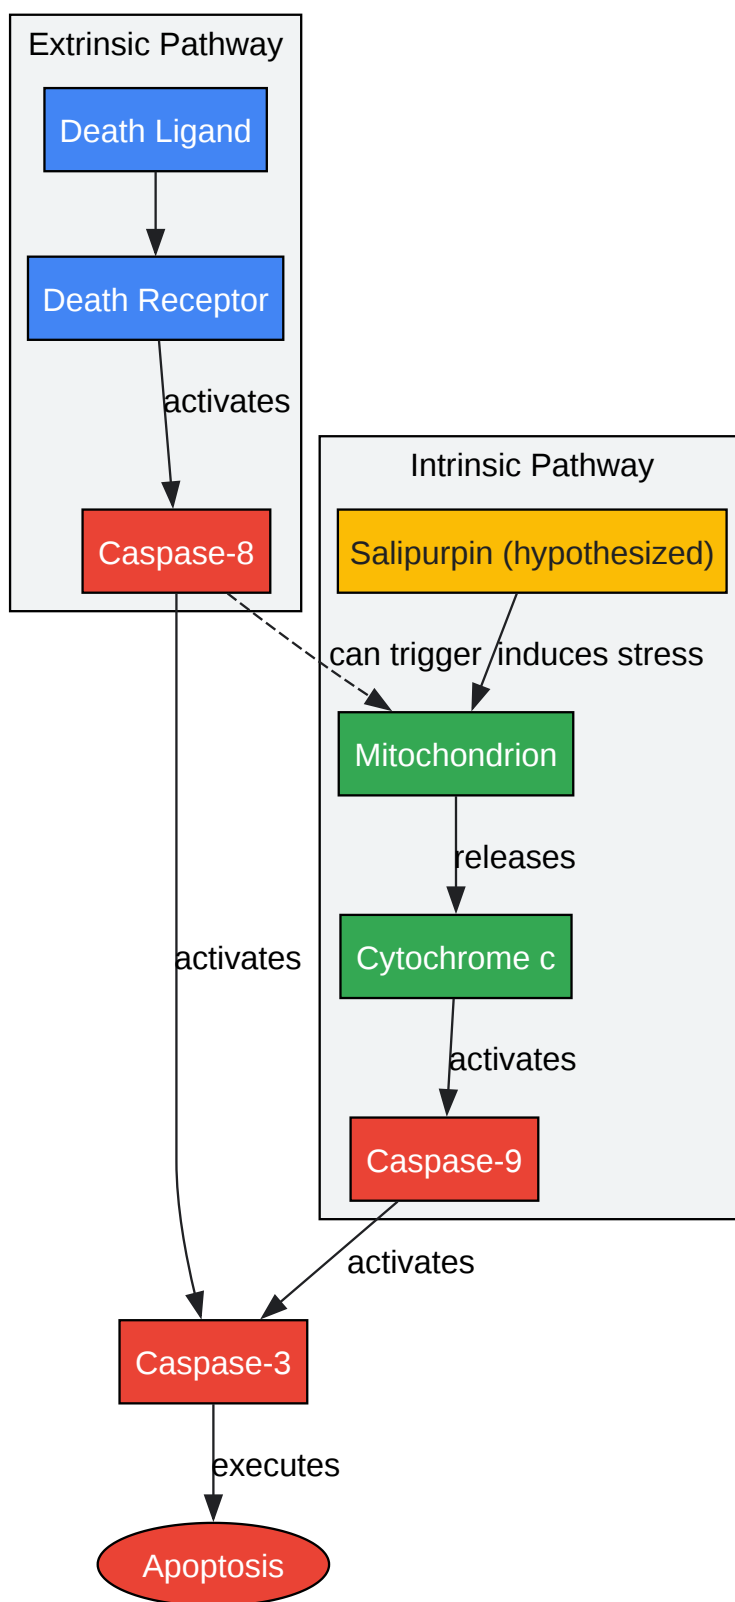 Extrinsic Pathway
Death Ligand
Death Receptor
activates
Intrinsic Pathway
Caspase-8
Salipurpin (hypothesized)
can trigger
induces stress
Mitochondrion
releases
activates
Cytochrome c
activates
Caspase-9
activates
Caspase-3
executes
Apoptosis